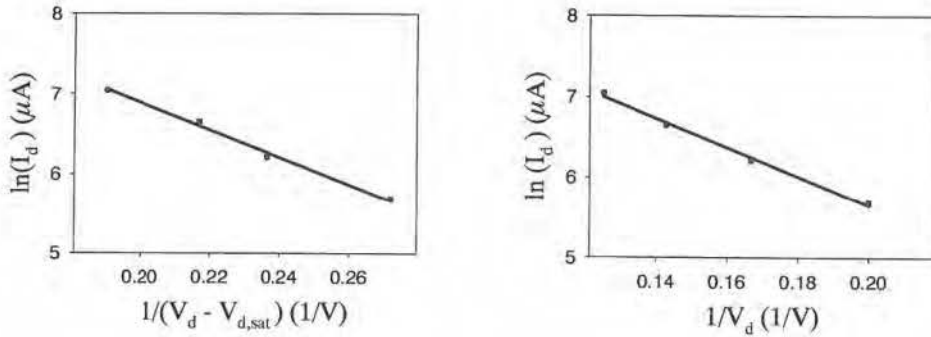 8
7
6
5
ln(I_d) (μA)
0.20 0.22 0.24 0.26
1/(V_d - V_d,sat) (1/V)
8
7
6
5
ln (I_d) (μA)
0.14 0.16 0.18 0.20
1/V_d (1/V)